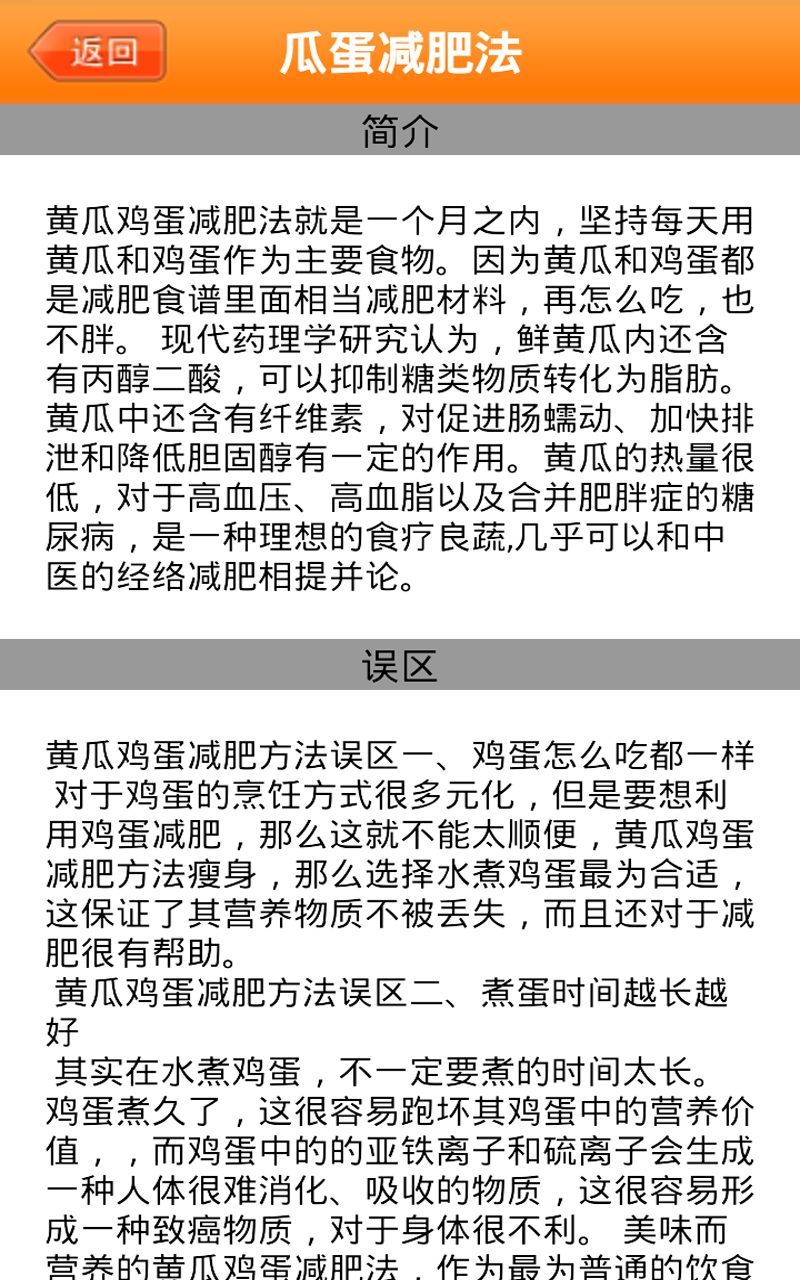 返回
瓜蛋减肥法
简介
黄瓜鸡蛋减肥法就是一个月之内，坚持每天用
黄瓜和鸡蛋作为主要食物。因为黄瓜和鸡蛋都
是减肥食谱里面相当减肥材料，再怎么吃，也
不胖。 现代药理学研究认为，鲜黄瓜内还含
有丙醇二酸，可以抑制糖类物质转化为脂肪。
黄瓜中还含有纤维素，对促进肠蠕动、加快排
泄和降低胆固醇有一定的作用。黄瓜的热量很
低，对于高血压、高血脂以及合并肥胖症的糖
尿病，是一种理想的食疗良蔬,几乎可以和中
医的经络减肥相提并论。
误区
黄瓜鸡蛋减肥方法误区一、鸡蛋怎么吃都一样
对于鸡蛋的烹饪方式很多元化，但是要想利
用鸡蛋减肥，那么这就不能太顺便，黄瓜鸡蛋
减肥方法瘦身，那么选择水煮鸡蛋最为合适，
这保证了其营养物质不被丢失，而且还对于减
肥很有帮助。
黄瓜鸡蛋减肥方法误区二、煮蛋时间越长越
好
其实在水煮鸡蛋，不一定要煮的时间太长。
鸡蛋煮久了，这很容易跑坏其鸡蛋中的营养价
值，，而鸡蛋中的的亚铁离子和硫离子会生成
一种人体很难消化、吸收的物质，这很容易形
成一种致癌物质，对于身体很不利。 美味而
营养的黄瓜鸡蛋减肥法，作为最为普通的饮食